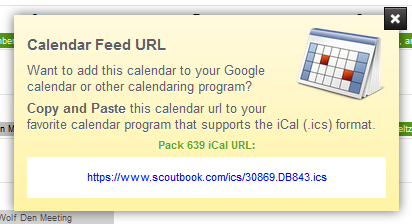 Calendar Feed URL
Want to add this calendar to your Google
calendar or other calendaring program?
Copy and Paste this calendar url to your
favorite calendar program that supports the iCal (.ics) format.
Pack 639 iCal URL:
https://www.scoutbook.com/ics/30869.DB843.ics
Wolf Den Meeting